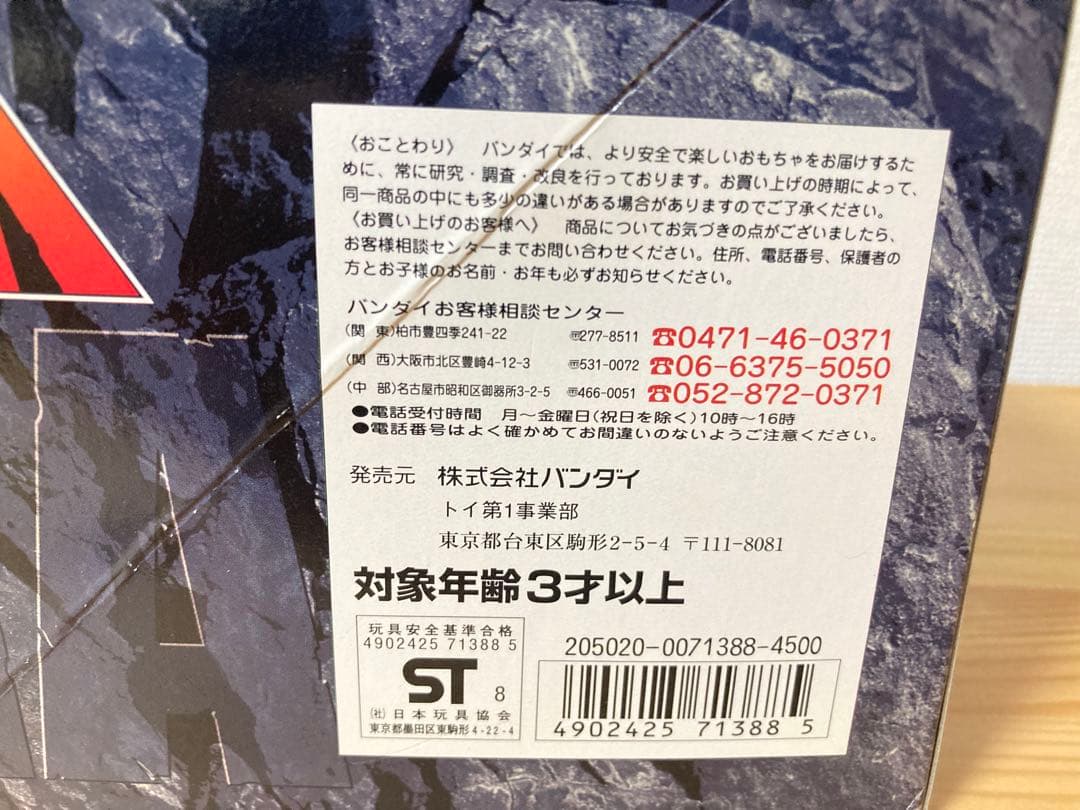 〈おことわり〉 バンダイでは、より安全で楽しいおもちゃをお届けするた
めに、常に研究・調査・改良を行っております。お買い上げの時期によって、
同一商品の中にも多少の違いがある場合がありますのでご了承ください。
〈お買い上げのお客様へ〉 商品についてお気づきの点がございましたら、
お客様相談センターまでお問い合わせください。住所、電話番号、保護者の
方とお子様のお名前・お年も必ずお知らせください。
バンダイお客様相談センター
(関 東)柏市豊四季241-22 〒277-8511 ☎0471-46-0371
(関 西)大阪市北区豊崎4-12-3 〒531-0072 ☎06-6375-5050
(中 部)名古屋市昭和区御器所3-2-5 〒466-0051 ☎052-872-0371
●電話受付時間 月〜金曜日(祝日を除く)10時〜16時
●電話番号はよく確かめてお間違いのないようご注意ください。
発売元 株式会社バンダイ
トイ第1事業部
東京都台東区駒形2-5-4 〒111-8081
対象年齢3才以上
玩具安全基準合格
4902425 71388 5
ST 8
(社)日本玩具協会
東京都墨田区東駒形4-22-4
205020-0071388-4500
4902425 71388 5